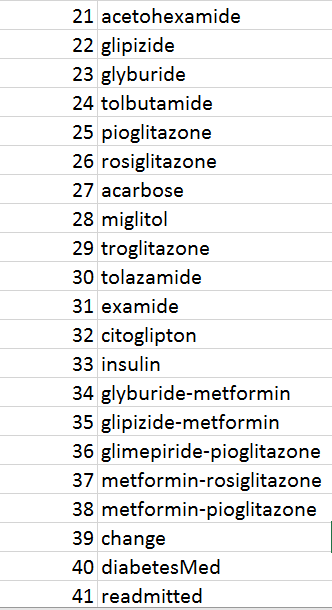 21 acetohexamide
22 glipizide
23 glyburide
24 tolbutamide
25 pioglitazone
26 rosiglitazone
27 acarbose
28 miglitol
29 troglitazone
30 tolazamide
31 examide
32 citoglipton
33 insulin
34 glyburide-metformin
35 glipizide-metformin
36 glimepiride-pioglitazone
37 metformin-rosiglitazone
38 metformin-pioglitazone
39 change
40 diabetesMed
41 readmitted